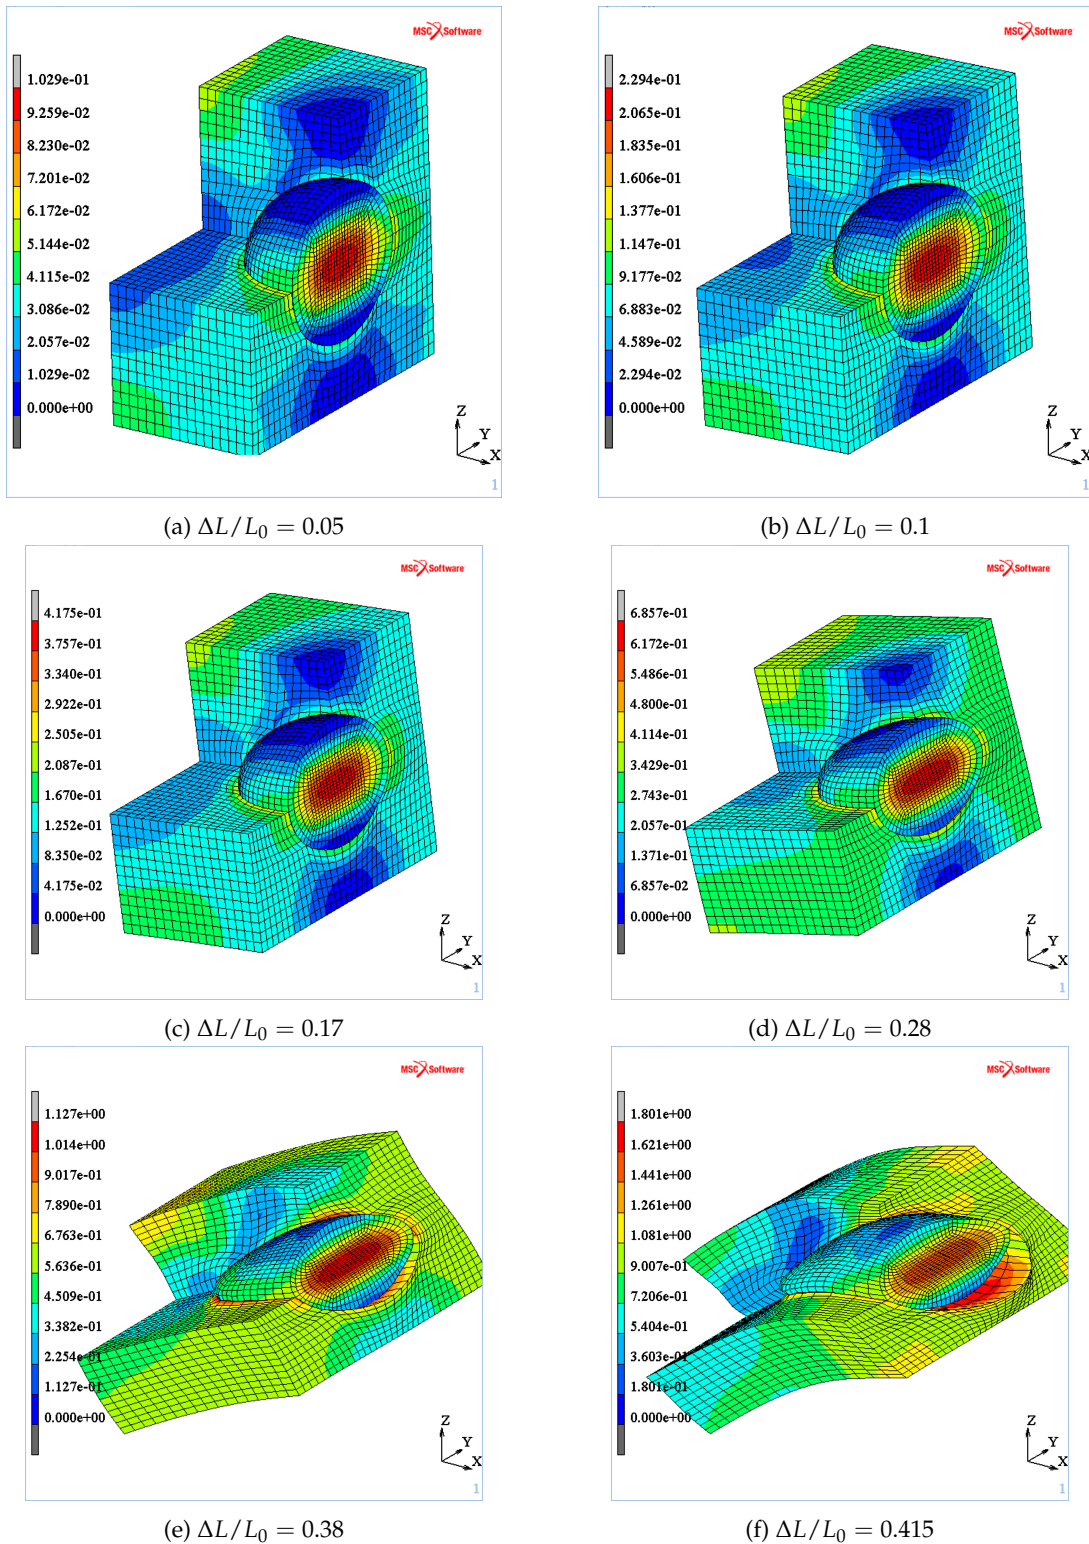 MSC Software
1.029e-01
9.259e-02
8.230e-02
7.201e-02
6.172e-02
5.144e-02
4.115e-02
3.086e-02
2.057e-02
1.029e-02
0.000e+00
Z
Y
X
1
(a) ΔL/L₀ = 0.05
MSC Software
2.294e-01
2.065e-01
1.835e-01
1.606e-01
1.377e-01
1.147e-01
9.177e-02
6.883e-02
4.589e-02
2.294e-02
0.000e+00
Z
Y
X
1
(b) ΔL/L₀ = 0.1
MSC Software
4.175e-01
3.757e-01
3.340e-01
2.922e-01
2.505e-01
2.087e-01
1.670e-01
1.252e-01
8.350e-02
4.175e-02
0.000e+00
Z
Y
X
1
(c) ΔL/L₀ = 0.17
MSC Software
6.857e-01
6.172e-01
5.486e-01
4.800e-01
4.114e-01
3.429e-01
2.743e-01
2.057e-01
1.371e-01
6.857e-02
0.000e+00
Z
Y
X
1
(d) ΔL/L₀ = 0.28
MSC Software
1.127e+00
1.014e+00
9.017e-01
7.890e-01
6.763e-01
5.636e-01
4.509e-01
3.382e-01
2.254e-01
1.127e-01
0.000e+00
Z
Y
X
1
(e) ΔL/L₀ = 0.38
MSC Software
1.801e+00
1.621e+00
1.441e+00
1.261e+00
1.081e+00
9.007e-01
7.206e-01
5.404e-01
3.603e-01
1.801e-01
0.000e+00
Z
Y
X
1
(f) ΔL/L₀ = 0.415